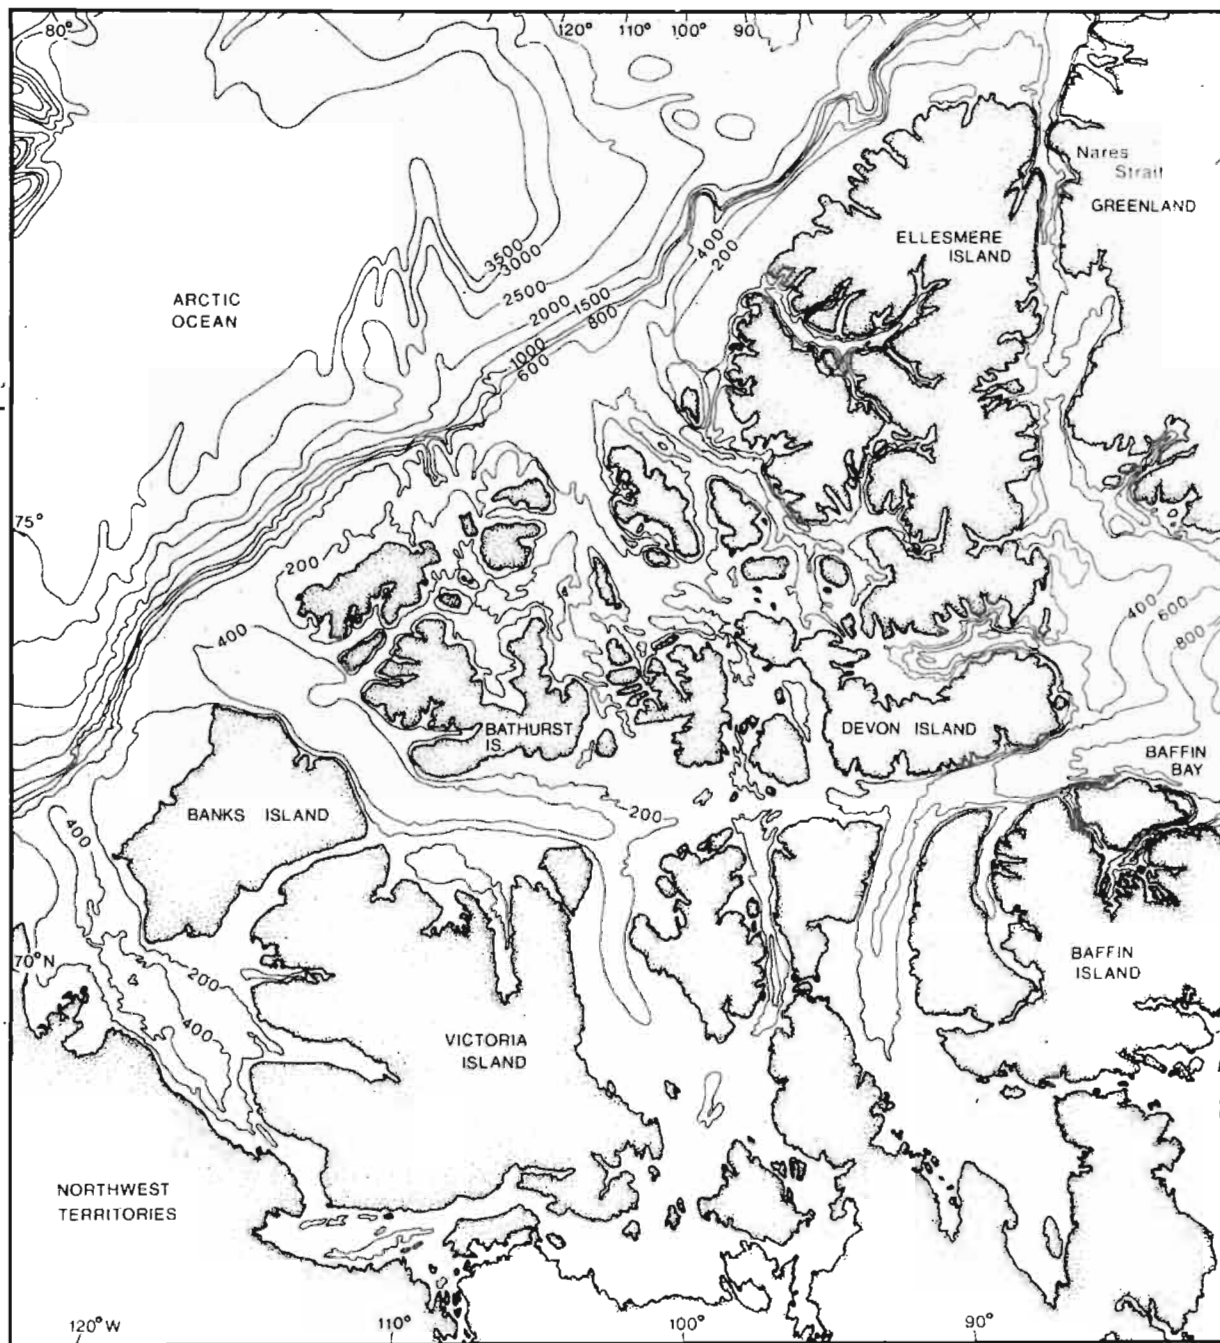 80°
120°
110°
100°
90°
Nares
Strait
GREENLAND
ELLESMERE
ISLAND
400
200
3500
3000
2500
2000
1500
800
1000
600
ARCTIC
OCEAN
75°
200
400
400
600
800
BATHURST
IS.
DEVON ISLAND
BAFFIN
BAY
BANKS ISLAND
200
400
70°N
200
400
BAFFIN
ISLAND
VICTORIA
ISLAND
NORTHWEST
TERRITORIES
120°W
110°
100°
90°